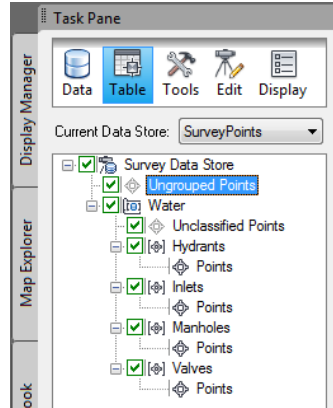 Task Pane
Display Manager
Map Explorer
ook
Data Table Tools Edit Display
Current Data Store: SurveyPoints
Survey Data Store
Ungrouped Points
Water
Unclassified Points
Hydrants
Points
Inlets
Points
Manholes
Points
Valves
Points